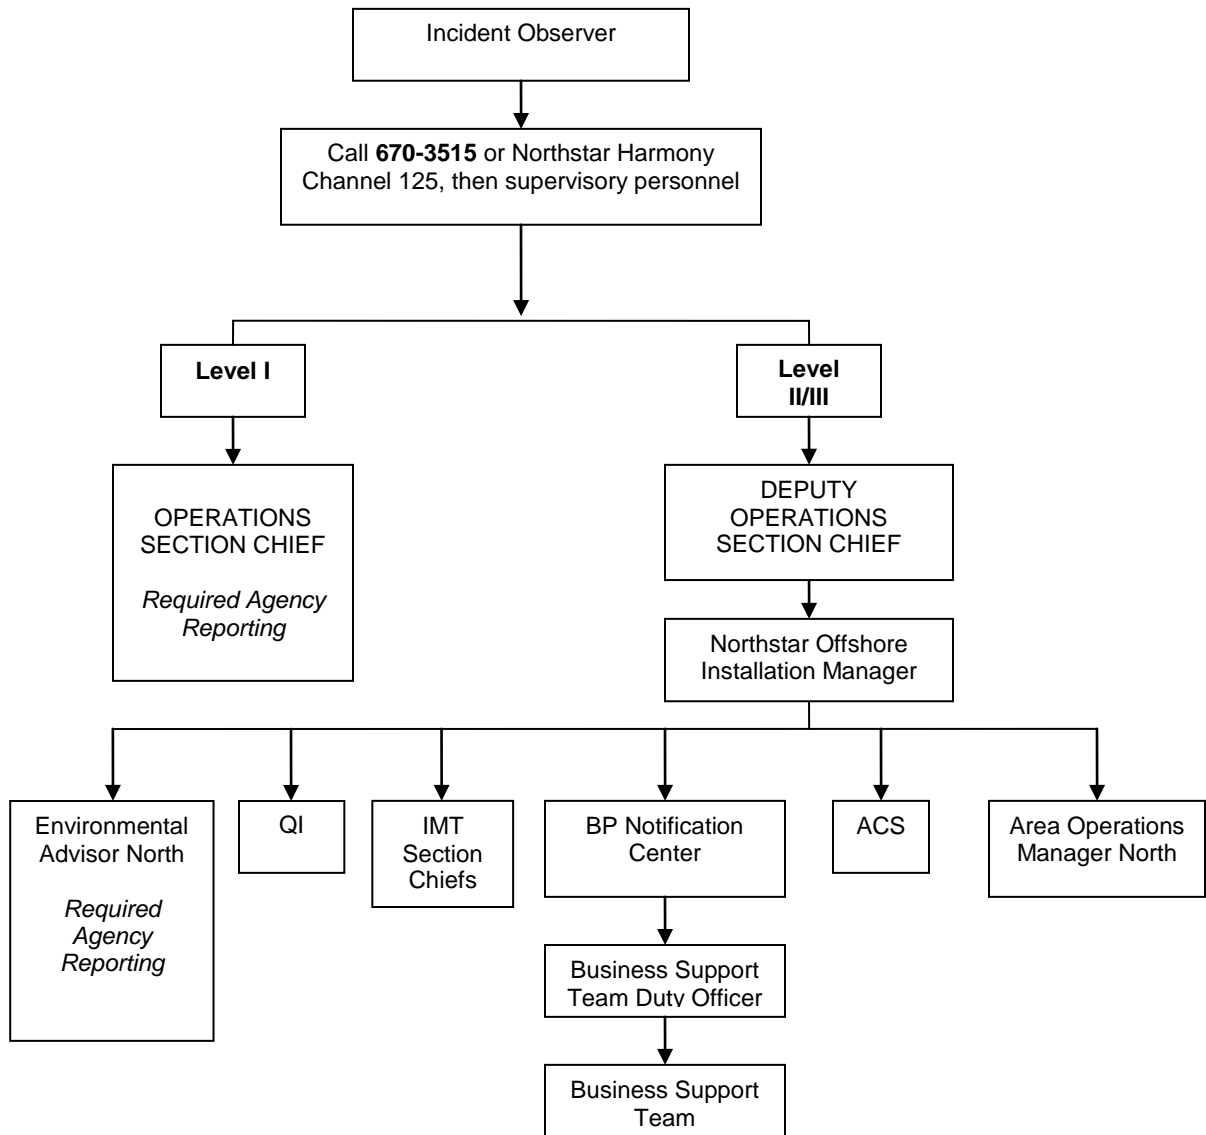 Incident Observer
Call 670-3515 or Northstar Harmony
Channel 125, then supervisory personnel
Level I
Level
II/III
OPERATIONS
SECTION CHIEF
Required Agency
Reporting
DEPUTY
OPERATIONS
SECTION CHIEF
Northstar Offshore
Installation Manager
Environmental
Advisor North
Required
Agency
Reporting
QI
IMT
Section
Chiefs
BP Notification
Center
ACS
Area Operations
Manager North
Business Support
Team Duty Officer
Business Support
Team